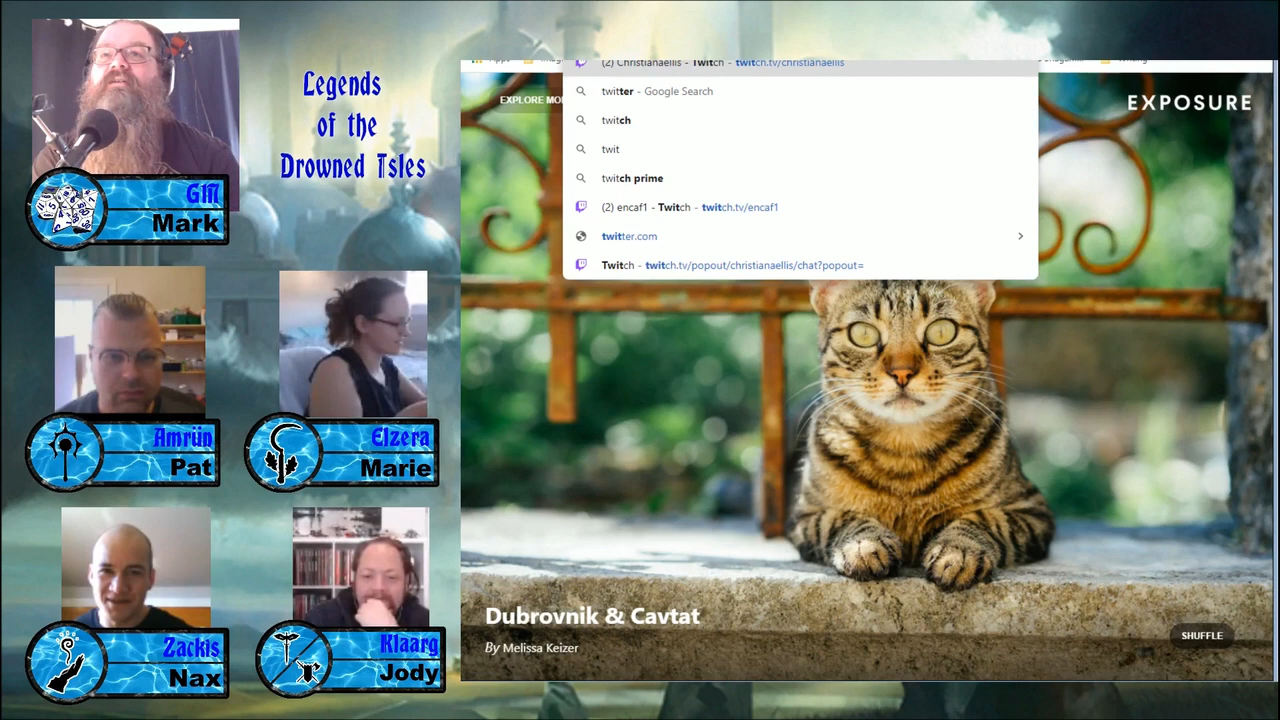 Legends
of the
Drowned Isles
GM
Mark
Amrün
Pat
Elzera
Marie
Zackis
Nax
Klaarg
Jody
(2) Christianaellis - Twitch - twitch.tv/christianaellis
twitter - Google Search
twitch
twit
twitch prime
(2) encaf1 - Twitch - twitch.tv/encaf1
twitter.com
Twitch - twitch.tv/popout/christianaellis/chat?popout=
EXPLORE MO
EXPOSURE
Dubrovnik & Cavtat
By Melissa Keizer
SHUFFLE